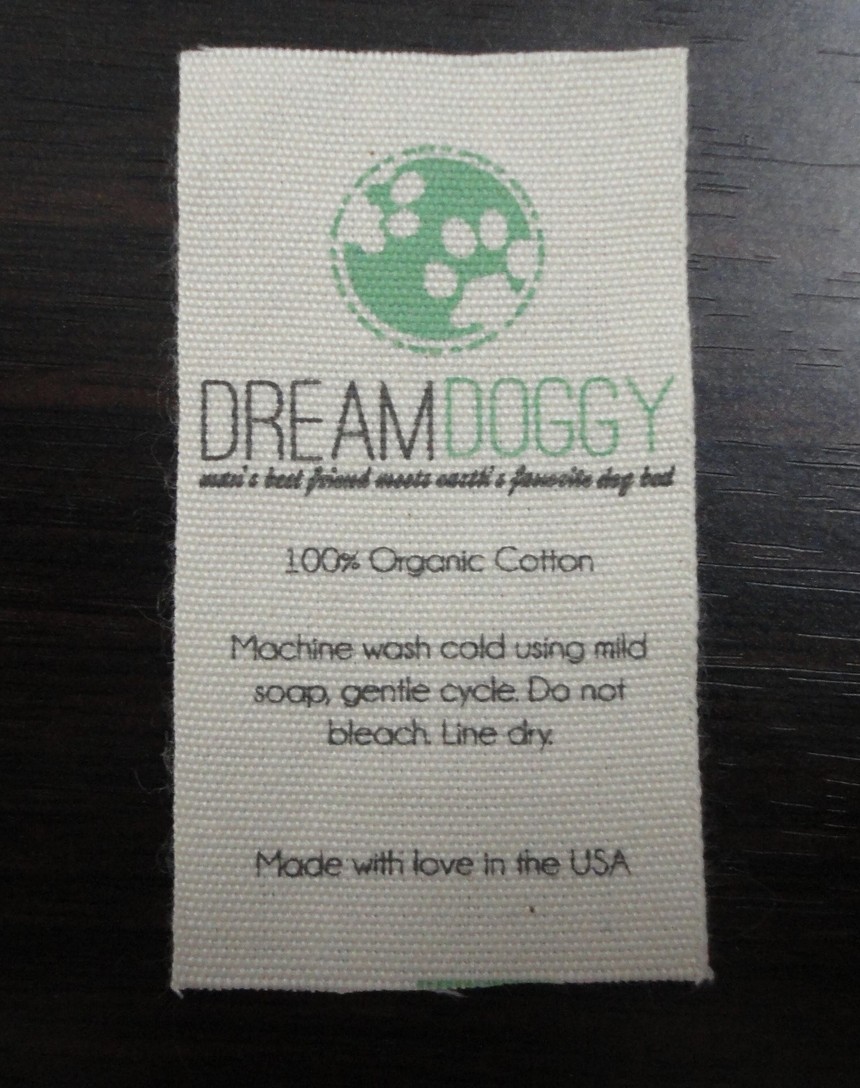 DREAMDOGGY
man's best friend meets earth's favorite dog bed
100% Organic Cotton
Machine wash cold using mild
soap, gentle cycle. Do not
bleach. Line dry.
Made with love in the USA